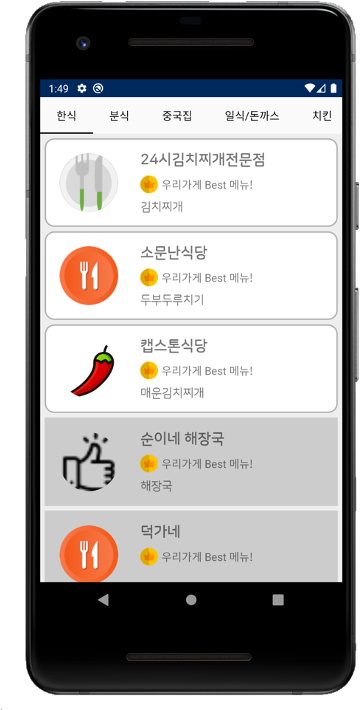 1:49
한식 분식 중국집 일식/돈까스 치킨
24시김치찌개전문점
우리가게 Best 메뉴!
김치찌개
소문난식당
우리가게 Best 메뉴!
두부두루치기
캡스톤식당
우리가게 Best 메뉴!
매운김치찌개
순이네 해장국
우리가게 Best 메뉴!
해장국
덕가네
우리가게 Best 메뉴!